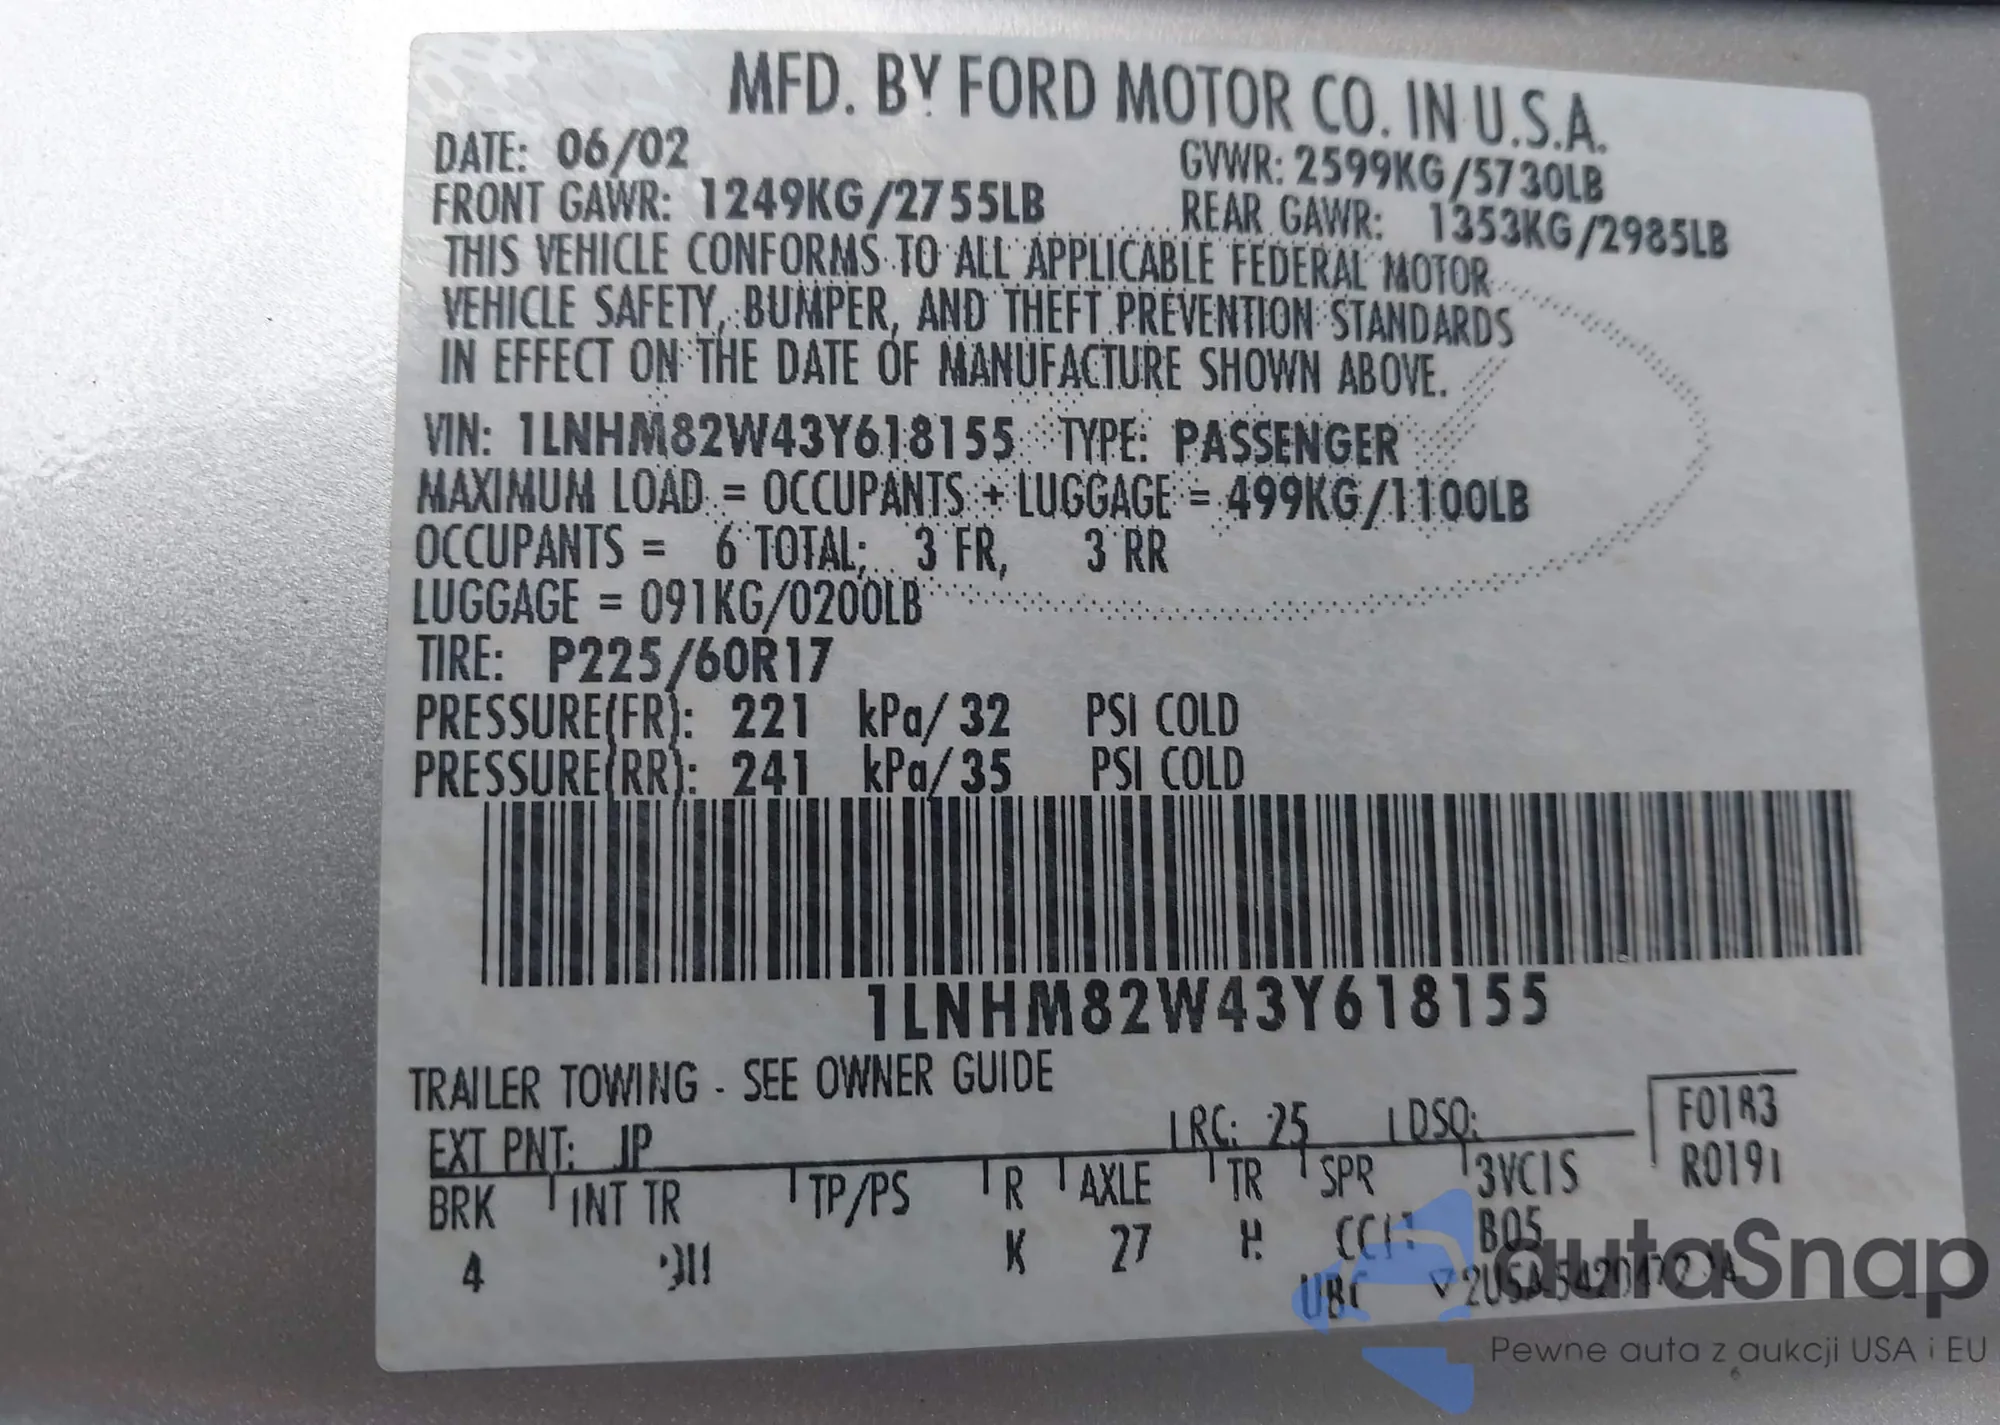 MFD. BY FORD MOTOR CO. IN U.S.A.
DATE: 06/02 GVWR: 2599KG/5730LB
FRONT GAWR: 1249KG/2755LB REAR GAWR: 1353KG/2985LB
THIS VEHICLE CONFORMS TO ALL APPLICABLE FEDERAL MOTOR
VEHICLE SAFETY, BUMPER, AND THEFT PREVENTION STANDARDS
IN EFFECT ON THE DATE OF MANUFACTURE SHOWN ABOVE.
VIN: 1LNHM82W43Y618155 TYPE: PASSENGER
MAXIMUM LOAD = OCCUPANTS + LUGGAGE = 499KG/1100LB
OCCUPANTS = 6 TOTAL; 3 FR, 3 RR
LUGGAGE = 091KG/0200LB
TIRE: P225/60R17
PRESSURE(FR): 221 kPa/ 32 PSI COLD
PRESSURE(RR): 241 kPa/ 35 PSI COLD
1LNHM82W43Y618155
TRAILER TOWING - SEE OWNER GUIDE
EXT PNT: JP RC: 25 DSO: F0183
R0191
BRK INT TR TP/PS R AXLE TR SPR 3VC1S
4 K 27 H B05
autaSnap
Pewne auta z aukcji USA i EU